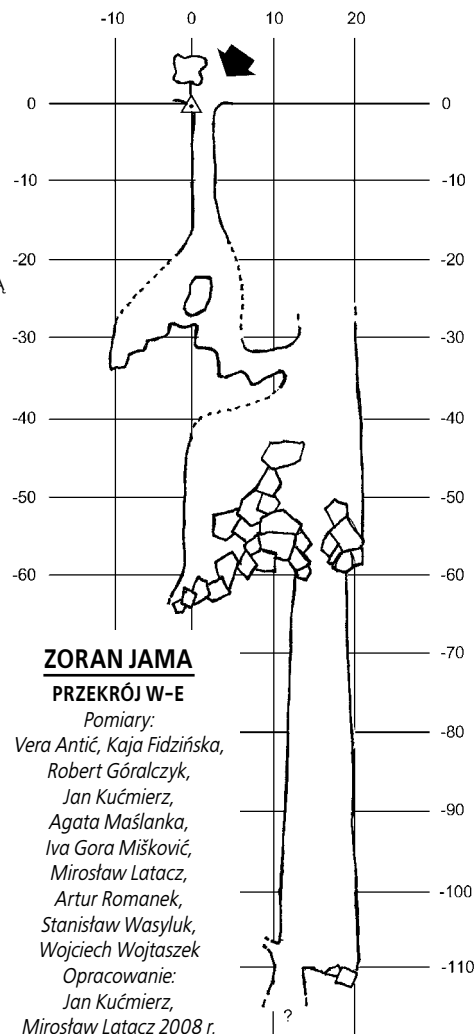 -10 0 10 20
0 0
-10 -10
-20 -20
Ą
-30 -30
-40 -40
-50 -50
-60 -60
ZORAN JAMA
-70
PRZEKRÓJ W-E
Pomiary:
Vera Antić, Kaja Fidzińska,
-80
Robert Góralczyk,
Jan Kućmierz,
-90
Agata Maślanka,
Iva Gora Mišković,
-100
Mirosław Latacz,
Artur Romanek,
Stanisław Wasyluk,
-110
Wojciech Wojtaszek
Opracowanie:
Jan Kućmierz,
?
Mirosław Latacz 2008 r.